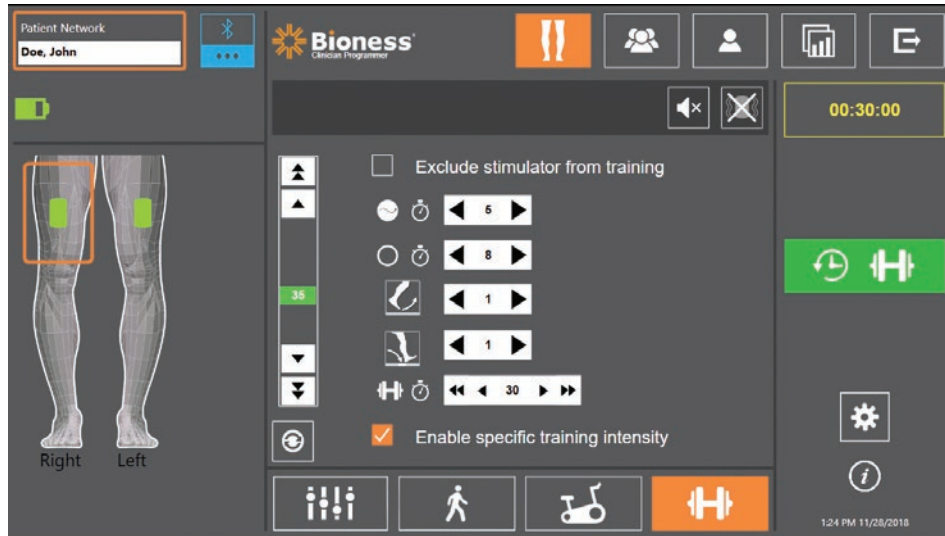 Patient Network
Doe, John
Bioness
Clinician Programmer
00:30:00
Exclude stimulator from training
5
8
35
1
1
30
Enable specific training intensity
Right Left
i
1:24 PM 11/28/2018